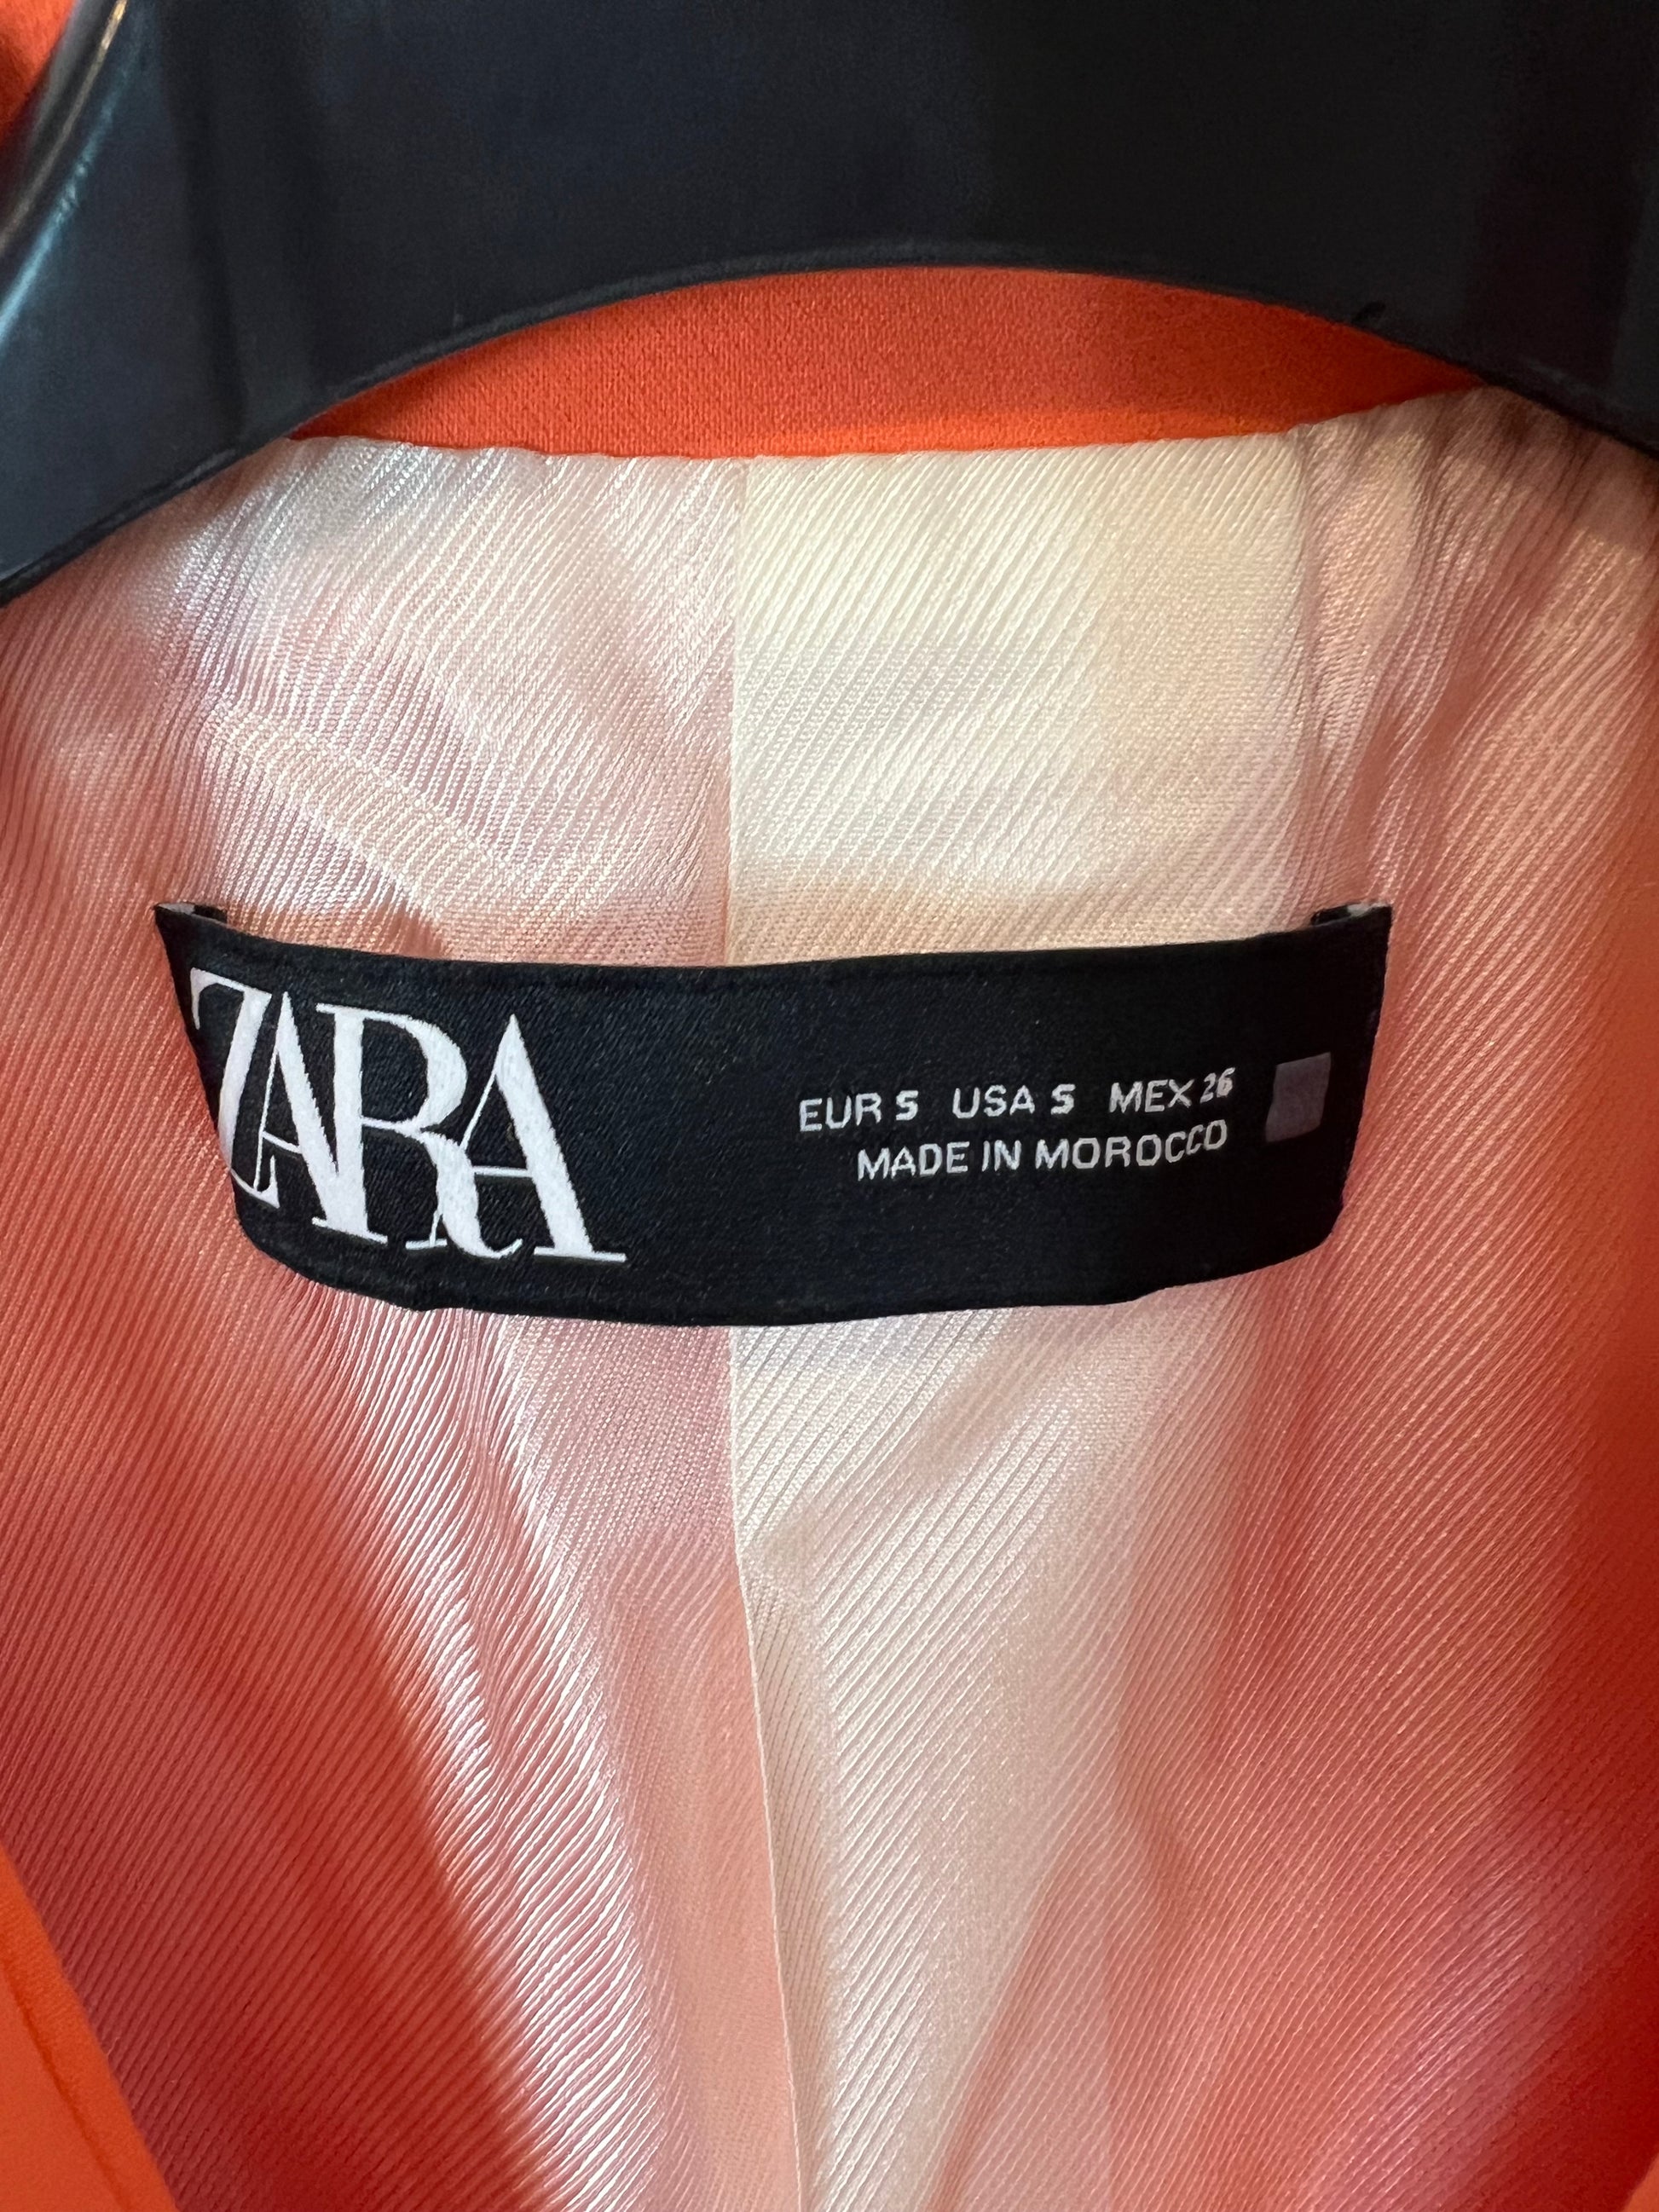 ZARA
EUR S USA S MEX 26
MADE IN MOROCCO